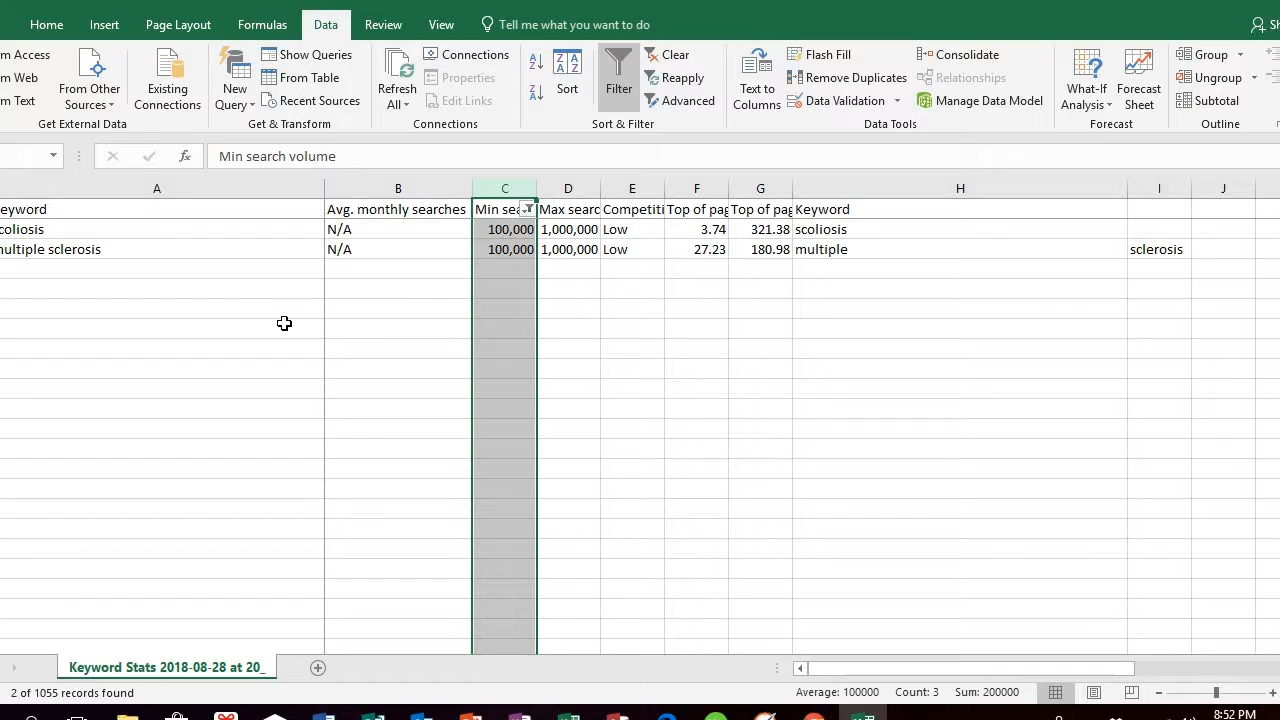 Home Insert Page Layout Formulas Data Review View Tell me what you want to do Sha
m Access
m Web
m Text
From Other
Sources
Existing
Connections
Get External Data
New
Query
Show Queries
From Table
Recent Sources
Get & Transform
Refresh
All
Connections
Properties
Edit Links
Connections
Sort
Filter
Clear
Reapply
Advanced
Sort & Filter
Text to
Columns
Flash Fill
Remove Duplicates
Data Validation
Consolidate
Relationships
Manage Data Model
Data Tools
What-If
Analysis
Forecast
Sheet
Forecast
Group
Ungroup
Subtotal
Outline
fx Min search volume
A B C D E F G H I J
eyword Avg. monthly searches Min sea Max searc Competiti Top of pag Top of pag Keyword
coliosis N/A 100,000 1,000,000 Low 3.74 321.38 scoliosis
multiple sclerosis N/A 100,000 1,000,000 Low 27.23 180.98 multiple sclerosis
Keyword Stats 2018-08-28 at 20_
2 of 1055 records found Average: 100000 Count: 3 Sum: 200000
8:52 PM